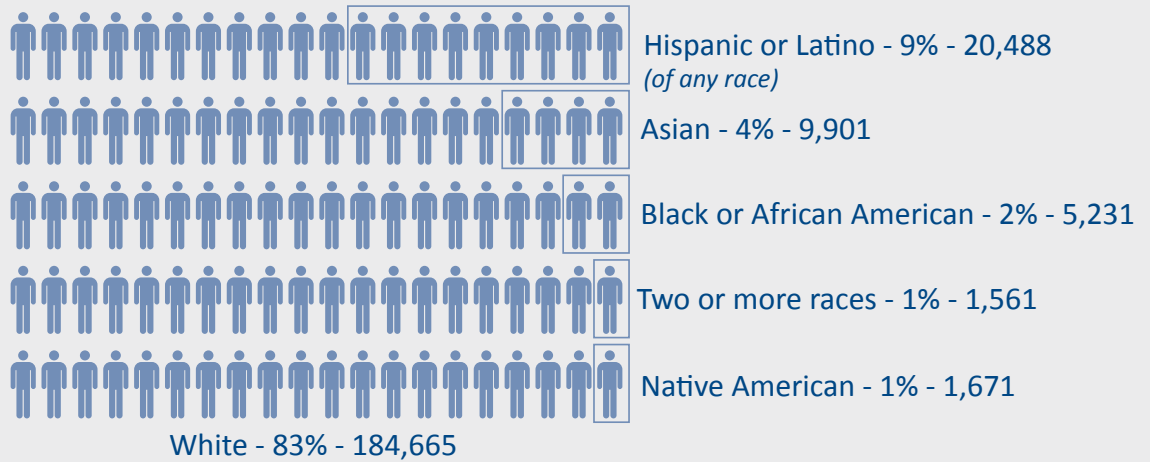 Hispanic or Latino - 9% - 20,488
(of any race)
Asian - 4% - 9,901
Black or African American - 2% - 5,231
Two or more races - 1% - 1,561
Native American - 1% - 1,671
White - 83% - 184,665